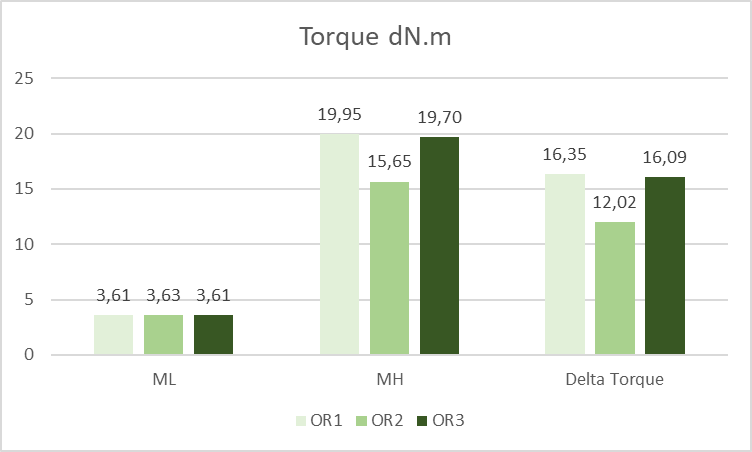 Torque dN.m
25
20
15
10
5
0
3,61 3,63 3,61
19,95 15,65 19,70
16,35 12,02 16,09
ML MH Delta Torque
OR1 OR2 OR3